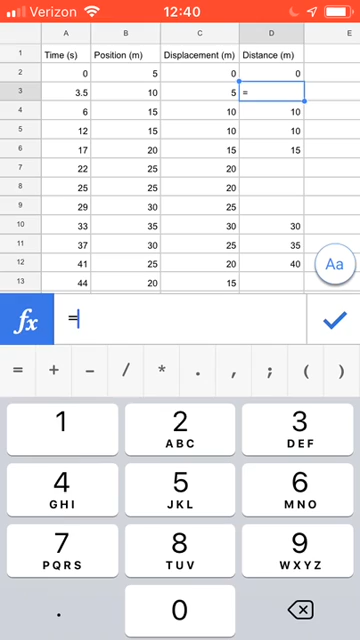 Verizon 12:40
A B C D E
1 Time (s) Position (m) Displacement (m) Distance (m)
2 0 5 0 0
3 3.5 10 5 =
4 6 15 10 10
5 12 15 10 10
6 17 20 15 15
7 22 25 20
8 25 25 20
9 29 30 25
10 33 35 30 30
11 37 30 25 35
12 41 25 20 40
13 44 20 15
Aa
fx =
= + - / * . , ; ( )
1 2 3
ABC DEF
4 5 6
GHI JKL MNO
7 8 9
PQRS TUV WXYZ
. 0